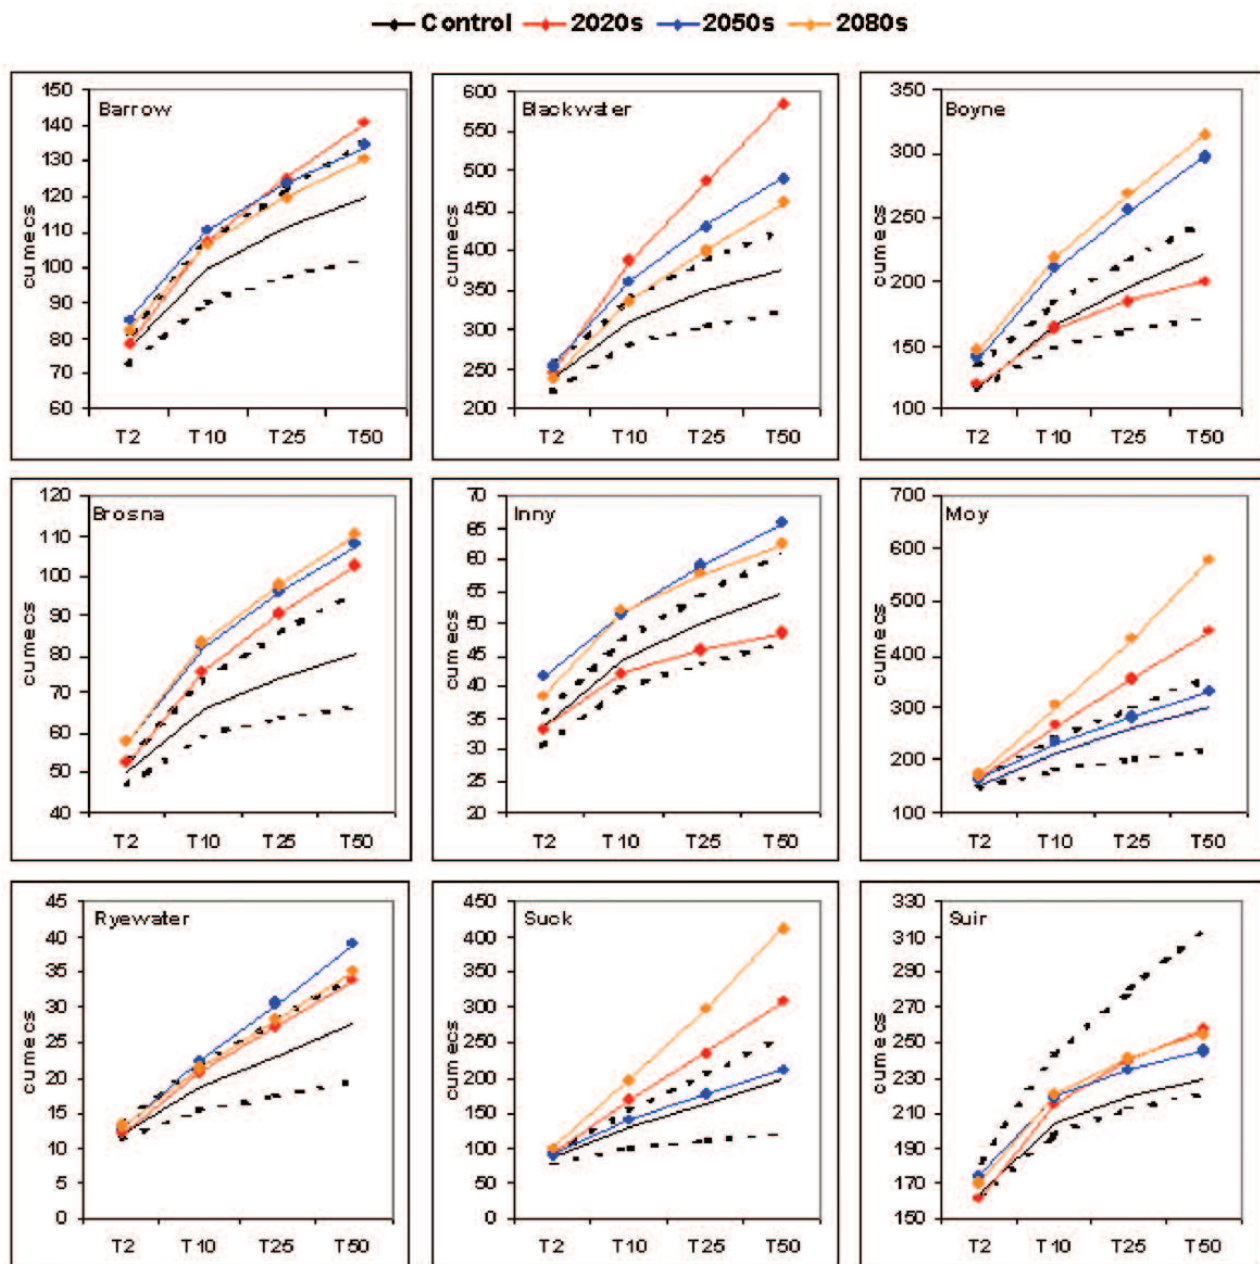 Control 2020s 2050s 2080s
Barrow
cumecs
150
140
130
120
110
100
90
80
70
60
T2 T10 T25 T50
Blackwater
cumecs
600
550
500
450
400
350
300
250
200
T2 T10 T25 T50
Boyne
cumecs
350
300
250
200
150
100
T2 T10 T25 T50
Brosna
cumecs
120
110
100
90
80
70
60
50
40
T2 T10 T25 T50
Inny
cumecs
70
65
60
55
50
45
40
35
30
25
20
T2 T10 T25 T50
Moy
cumecs
700
600
500
400
300
200
100
T2 T10 T25 T50
Ryewater
cumecs
45
40
35
30
25
20
15
10
5
0
T2 T10 T25 T50
Suck
cumecs
450
400
350
300
250
200
150
100
50
0
T2 T10 T25 T50
Suir
cumecs
330
310
290
270
250
230
210
190
170
150
T2 T10 T25 T50